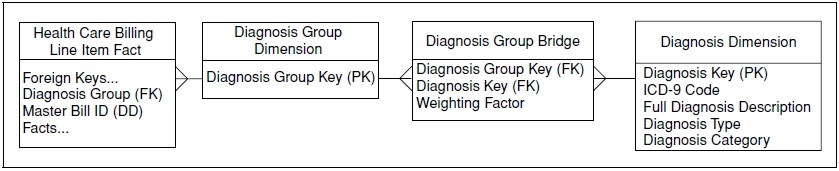 Health Care Billing
Line Item Fact
Foreign Keys...
Diagnosis Group (FK)
Master Bill ID (DD)
Facts...
Diagnosis Group
Dimension
Diagnosis Group Key (PK)
Diagnosis Group Bridge
Diagnosis Group Key (FK)
Diagnosis Key (FK)
Weighting Factor
Diagnosis Dimension
Diagnosis Key (PK)
ICD-9 Code
Full Diagnosis Description
Diagnosis Type
Diagnosis Category